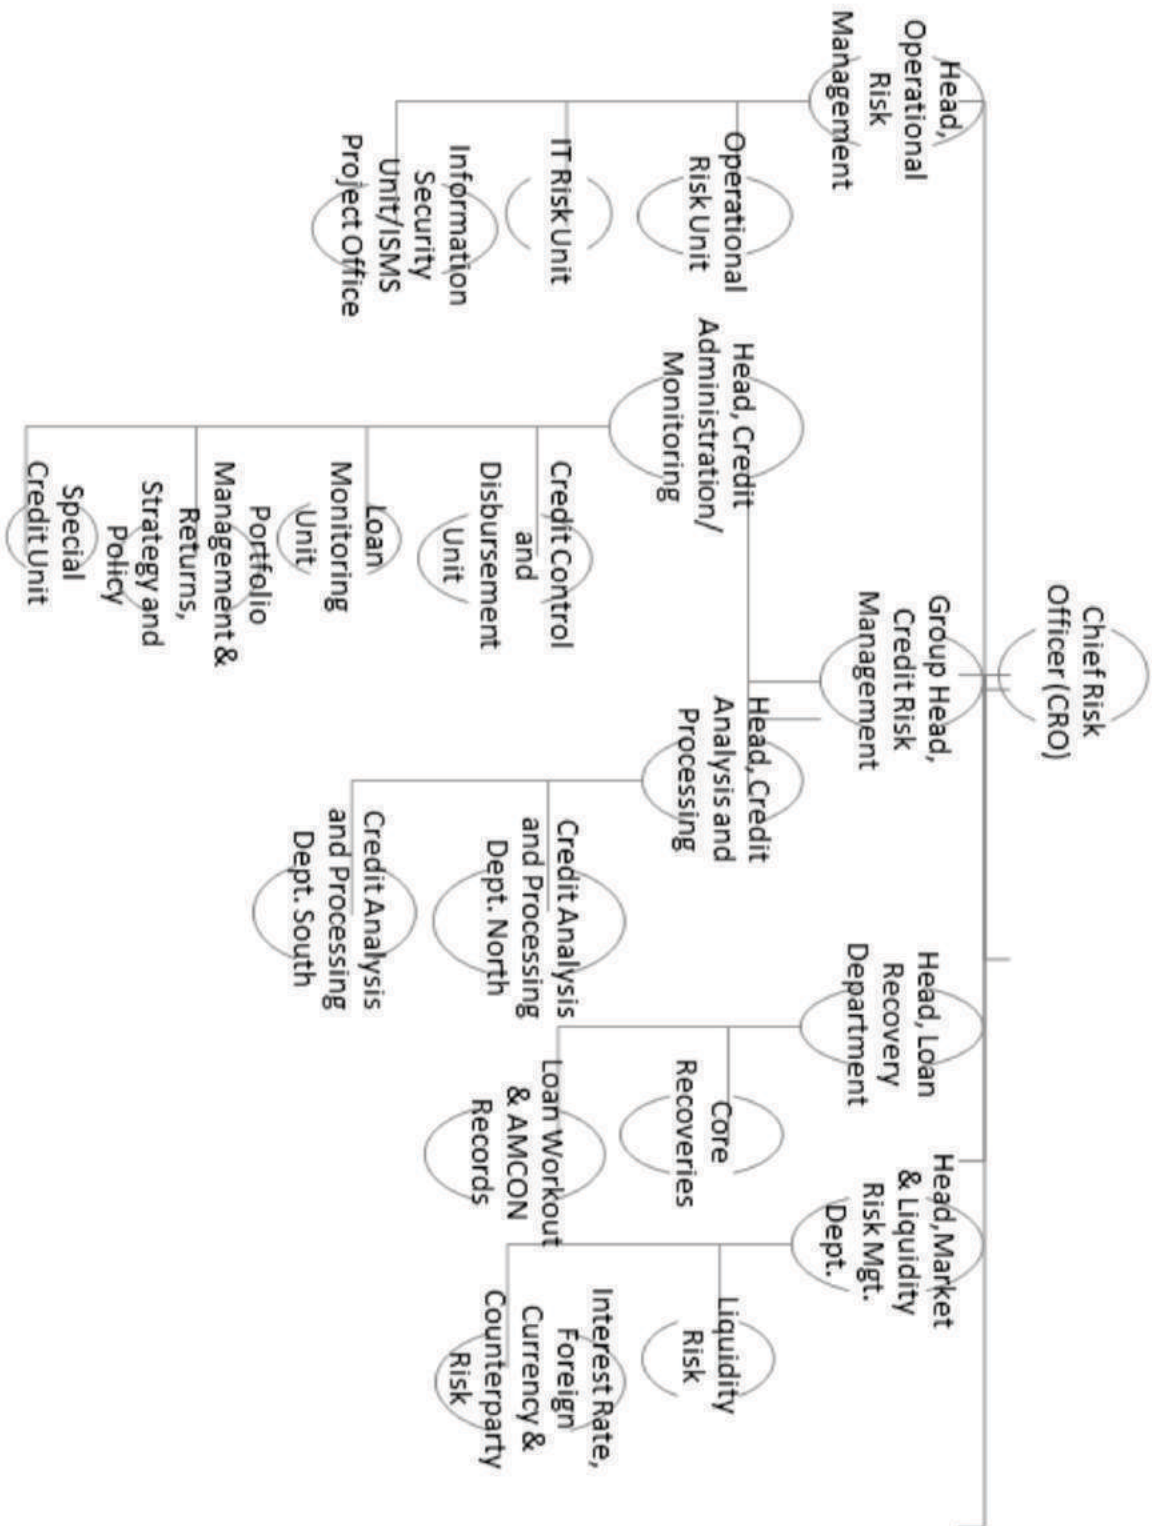 Chief Risk
Officer (CRO)
Head,
Operational
Risk
Management
Group Head,
Credit Risk
Management
Head, Loan
Recovery
Department
Head, Market
& Liquidity
Risk Mgt.
Dept.
Operational
Risk Unit
IT Risk Unit
Information
Security
Unit/ISMS
Project Office
Head, Credit
Administration/
Monitoring
Credit Control
and
Disbursement
Unit
Loan
Monitoring
Unit
Portfolio
Management &
Returns,
Strategy and
Policy
Special
Credit Unit
Head, Credit
Analysis and
Processing
Credit Analysis
and Processing
Dept. North
Credit Analysis
and Processing
Dept. South
Core
Recoveries
Loan Workout
& AMCON
Records
Liquidity
Risk
Interest Rate,
Foreign
Currency &
Counterparty
Risk